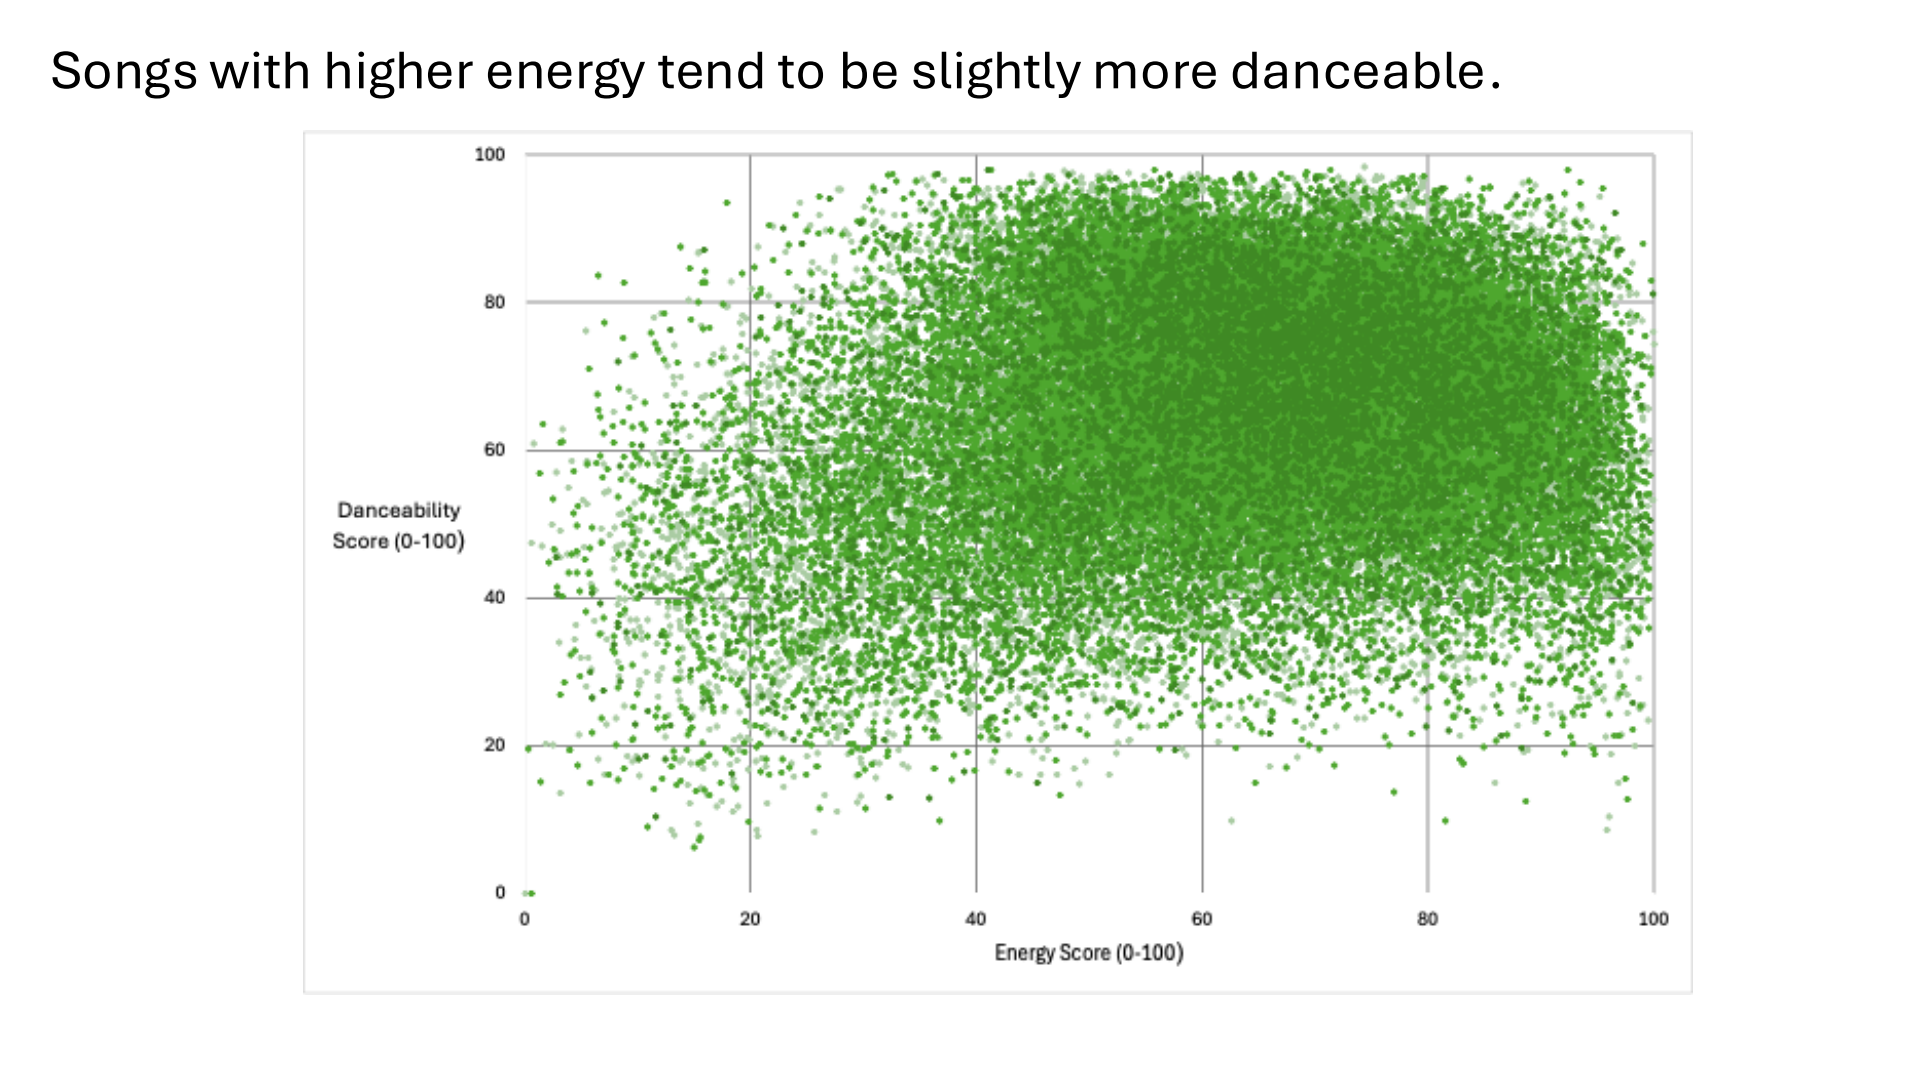 Songs with higher energy tend to be slightly more danceable.
100
80
60
Danceability
Score (0-100)
40
20
0
0 20 40 60 80 100
Energy Score (0-100)